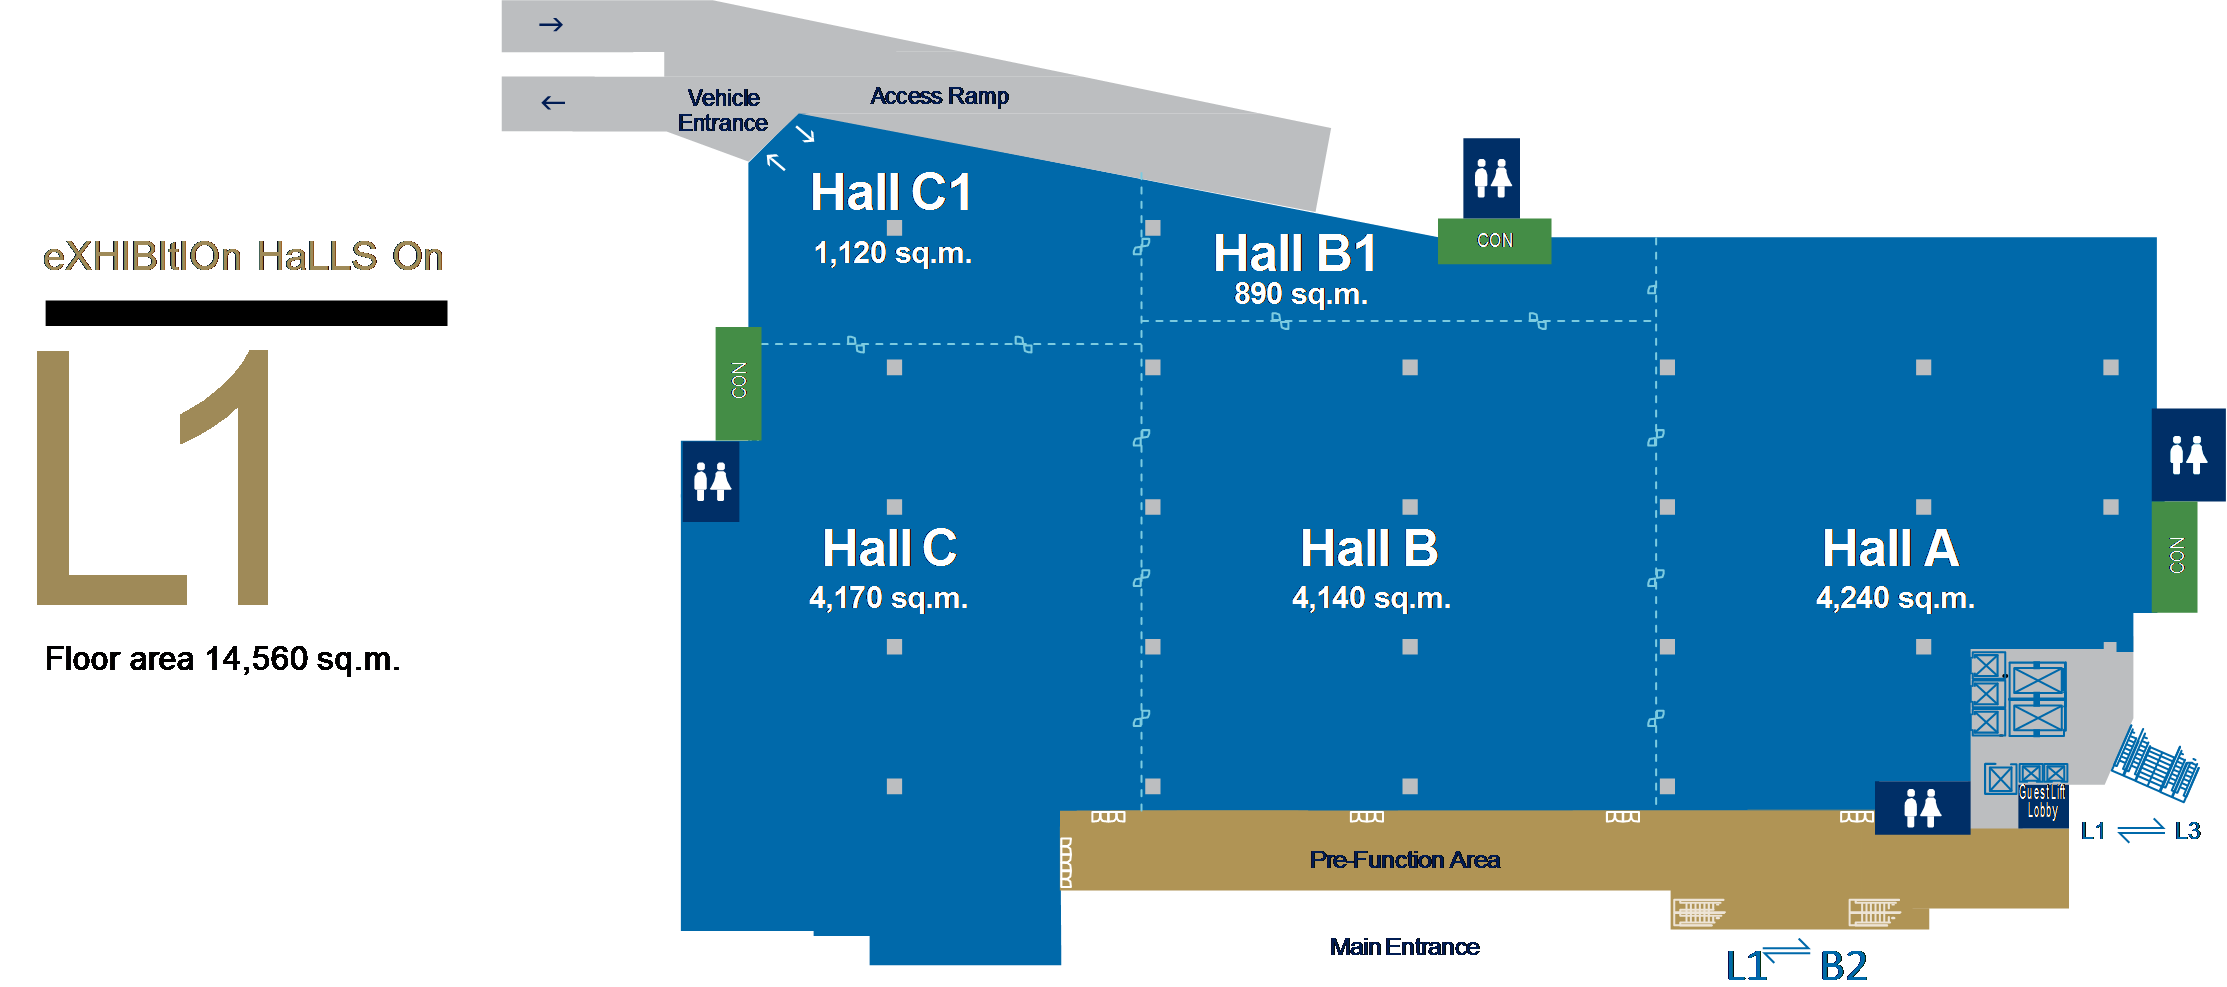 eXHIBItIOn HaLLS On
L1
Floor area 14,560 sq.m.
Vehicle
Entrance
Access Ramp
Hall C1
1,120 sq.m.
Hall B1
890 sq.m.
CON
CON
Hall C
4,170 sq.m.
Hall B
4,140 sq.m.
Hall A
4,240 sq.m.
CON
Guest Lift
Lobby
L1 L3
Pre-Function Area
Main Entrance
L1 B2